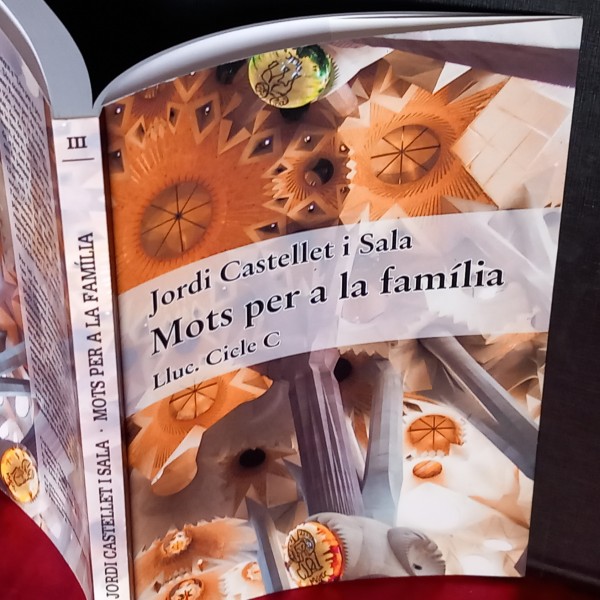 III
JORDI CASTELLET I SALA · MOTS PER A LA FAMÍLIA
Jordi Castellet i Sala
Mots per a la família
Lluc. Cicle C